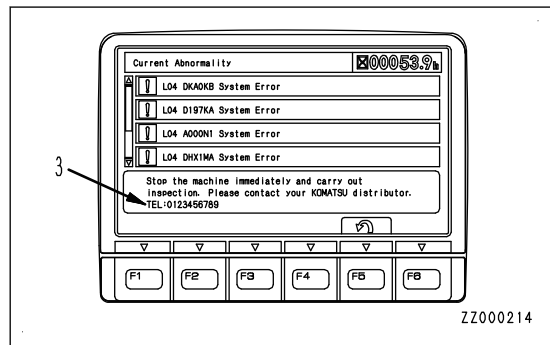 Current Abnormality 00053.9h
L04 DKA0KB System Error
L04 D197KA System Error
L04 A000N1 System Error
L04 DHX1MA System Error
Stop the machine immediately and carry out
inspection. Please contact your KOMATSU distributor.
TEL:0123456789
3
F1 F2 F3 F4 F5 F6
ZZ000214